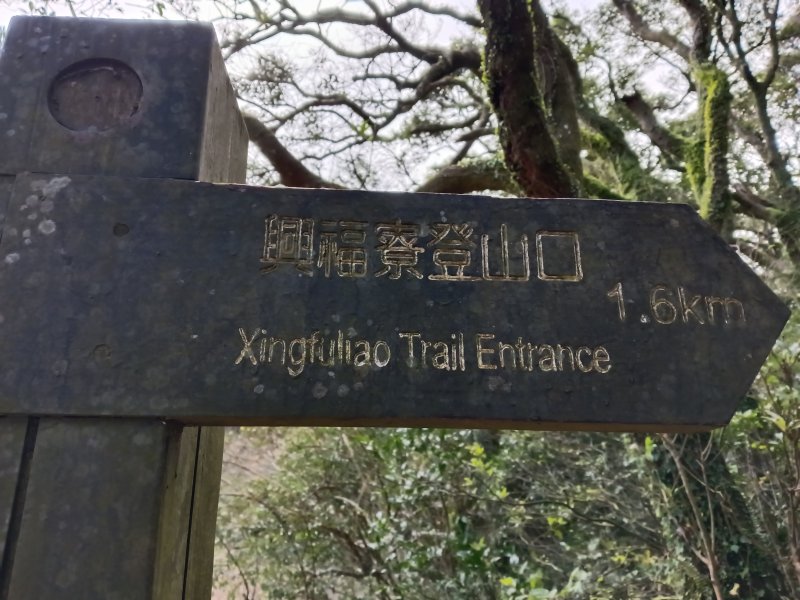 興福寮登山口
1.6km
Xingfuliao Trail Entrance